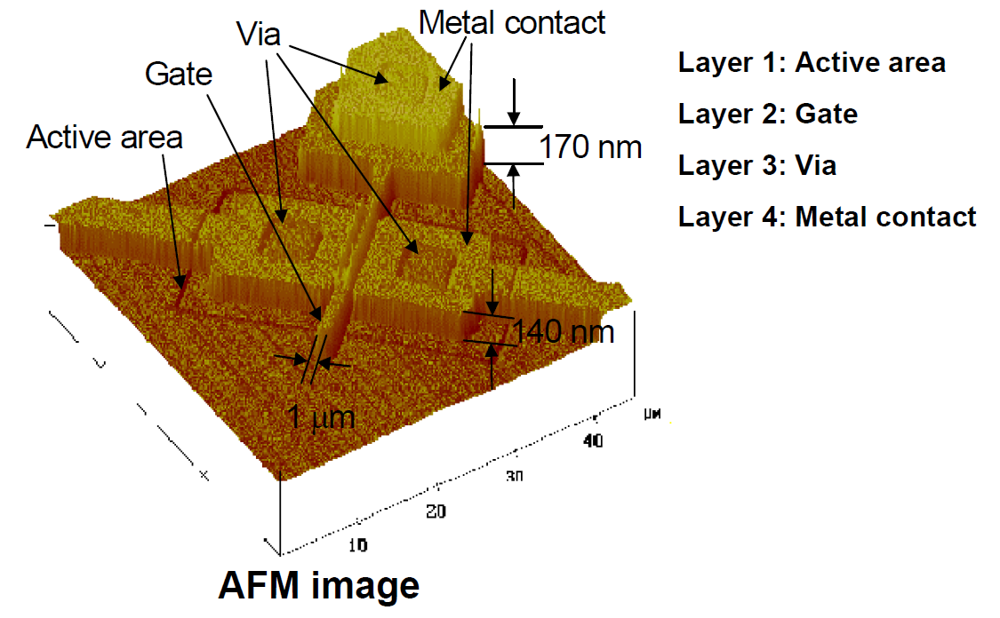 Metal contact
Via
Gate
Active area
Layer 1: Active area
Layer 2: Gate
Layer 3: Via
Layer 4: Metal contact
170 nm
140 nm
1 μm
μм
40
30
20
10
Y
X
AFM image